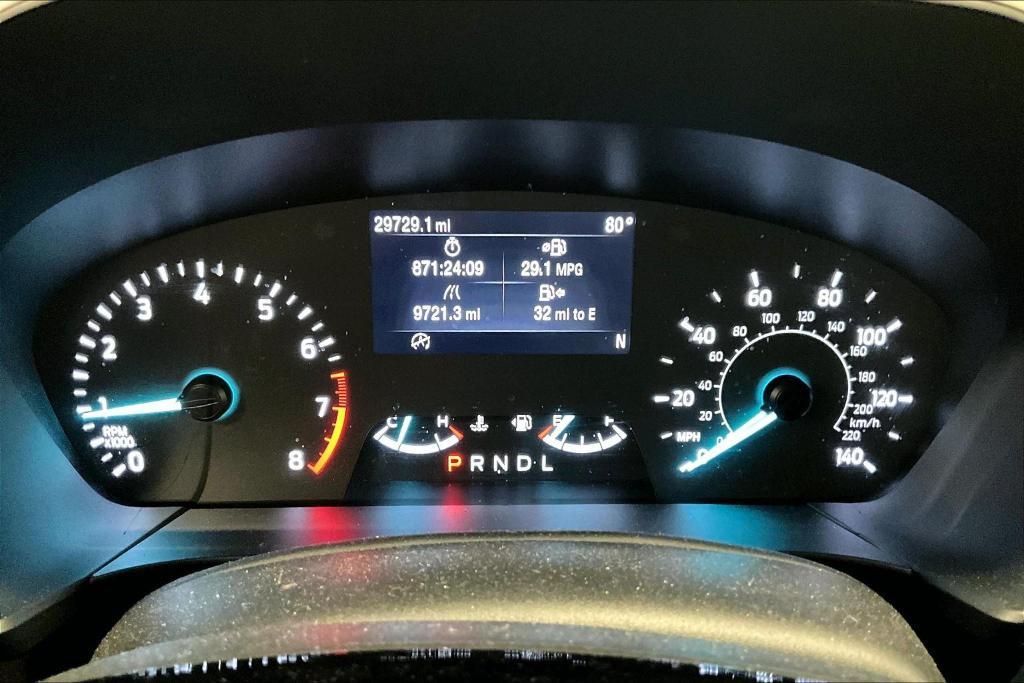 29729.1 mi 80°
871:24:09 29.1 MPG
9721.3 mi 32 mi to E
N
0 1 2 3 4 5 6 7 8
RPM
x1000
C H
E F
P R N D L
0 20 40 60 80 100 120 140
MPH
0 20 40 60 80 100 120 140 160 180 200 220
km/h